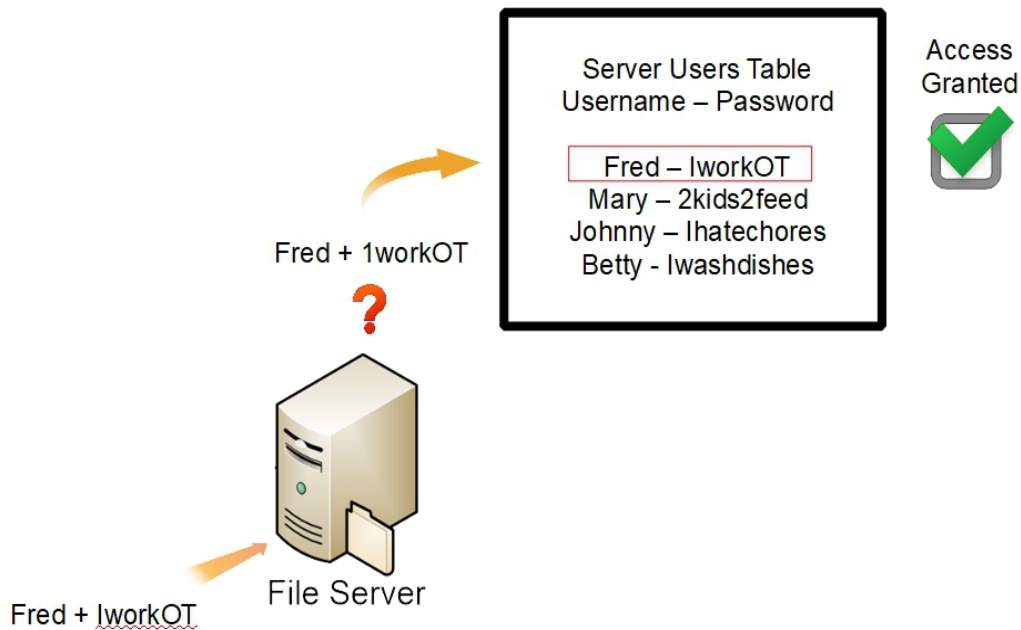 Server Users Table
Username – Password
Access
Granted
Fred – IworkOT
Mary – 2kids2feed
Johnny – Ihatechores
Betty - Iwashdishes
Fred + 1workOT
?
File Server
Fred + IworkOT